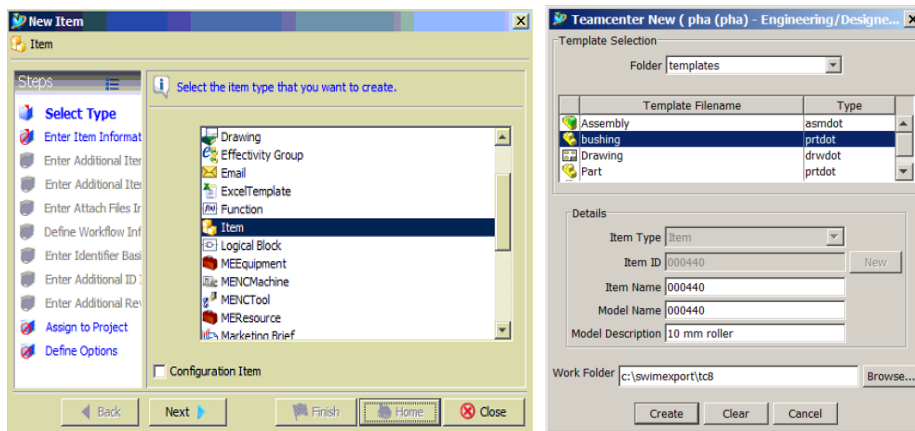 New Item
Item
Steps
Select Type
Enter Item Informat
Enter Additional Iter
Enter Additional Iter
Enter Attach Files Ir
Define Workflow Inf
Enter Identifier Basi
Enter Additional ID
Enter Additional Rev
Assign to Project
Define Options
Select the item type that you want to create.
Drawing
Effectivity Group
Email
ExcelTemplate
Function
Item
Logical Block
MEEquipment
MENCMachine
MENCTool
MEResource
Marketing Brief
Configuration Item
Back Next Finish Home Close
Teamcenter New ( pha (pha) - Engineering/Designe...
Template Selection
Folder templates
Template Filename Type
Assembly asmdot
bushing prtdot
Drawing drwdot
Part prtdot
Details
Item Type Item
Item ID 000440 New
Item Name 000440
Model Name 000440
Model Description 10 mm roller
Work Folder c:\swimexport\tc8 Browse...
Create Clear Cancel